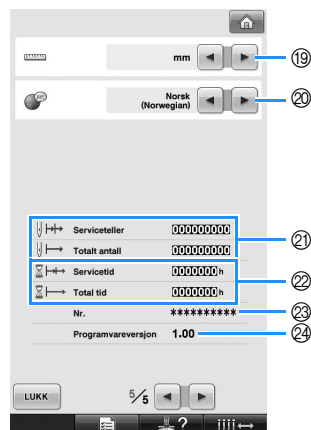 mm ⑲
Norsk
(Norwegian) ⑳
Serviceteller 000000000
Totalt antall 000000000
㉑
Servicetid 0000000 h
Total tid 0000000 h
㉒
Nr. ********** ㉓
Programvareversjon 1.00 ㉔
LUKK 5/5
?